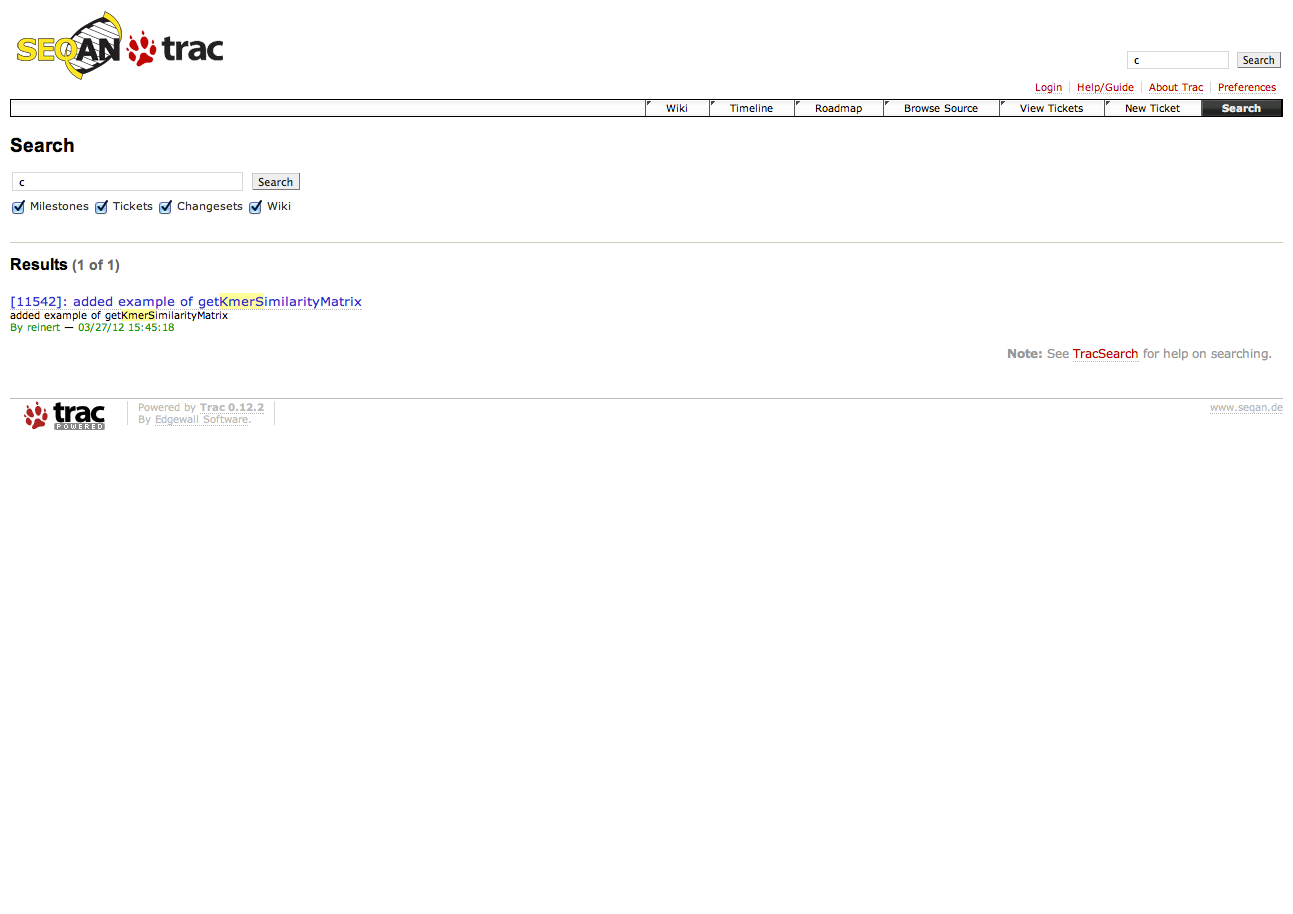 SEQAN trac
c Search
Login Help/Guide About Trac Preferences
Wiki Timeline Roadmap Browse Source View Tickets New Ticket Search
Search
c Search
Milestones Tickets Changesets Wiki
Results (1 of 1)
[11542]: added example of getKmerSimilarityMatrix
added example of getKmerSimilarityMatrix
By reinert — 03/27/12 15:45:18
Note: See TracSearch for help on searching.
trac POWERED
Powered by Trac 0.12.2
By Edgewall Software.
www.seqan.de